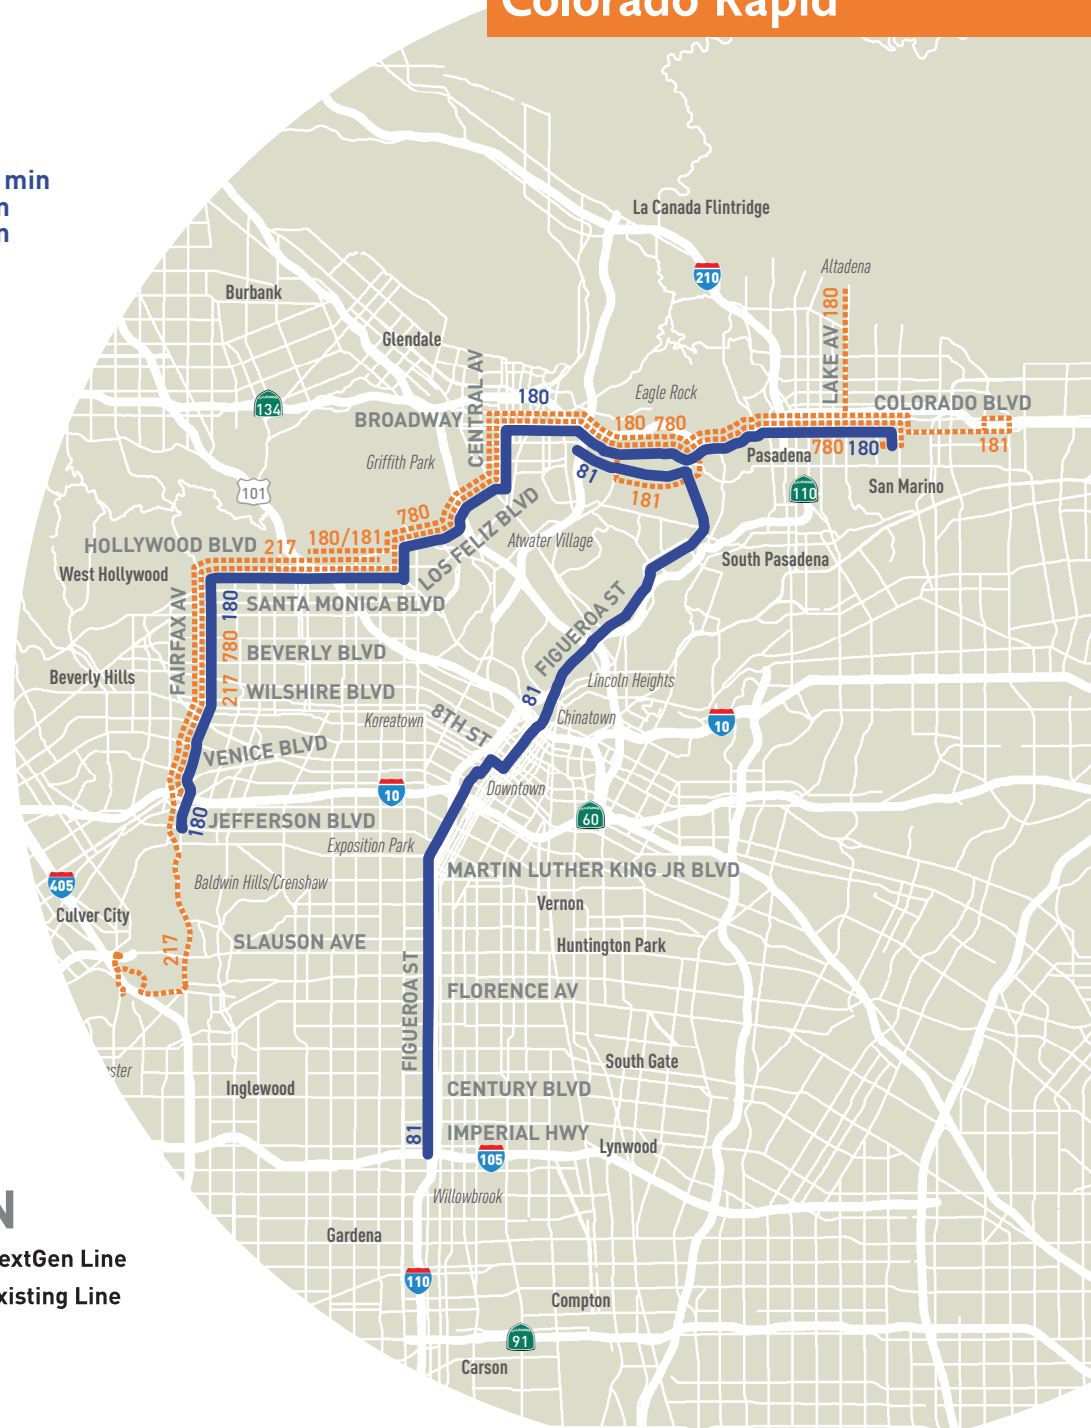 Colorado Rapid
min
La Canada Flintridge
210
Altadena
Burbank
180
LAKE AV
Glendale
CENTRAL AV
Eagle Rock
134
180
COLORADO BLVD
BROADWAY
180 780
181
Griffith Park
Pasadena
780
180
81
San Marino
101
181
110
780
180/181
LOS FELIZ BLVD
Atwater Village
HOLLYWOOD BLVD
217
South Pasadena
West Hollywood
FAIRFAX AV
180
SANTA MONICA BLVD
FIGUEROA ST
780
BEVERLY BLVD
Beverly Hills
Lincoln Heights
217
WILSHIRE BLVD
81
Koreatown
8TH ST
Chinatown
10
VENICE BLVD
10
Downtown
180
JEFFERSON BLVD
60
Exposition Park
MARTIN LUTHER KING JR BLVD
405
Baldwin Hills/Crenshaw
Vernon
Culver City
217
SLAUSON AVE
Huntington Park
FIGUEROA ST
FLORENCE AV
South Gate
Inglewood
CENTURY BLVD
81
IMPERIAL HWY
Lynwood
105
Willowbrook
Gardena
extGen Line
110
xisting Line
Compton
91
Carson